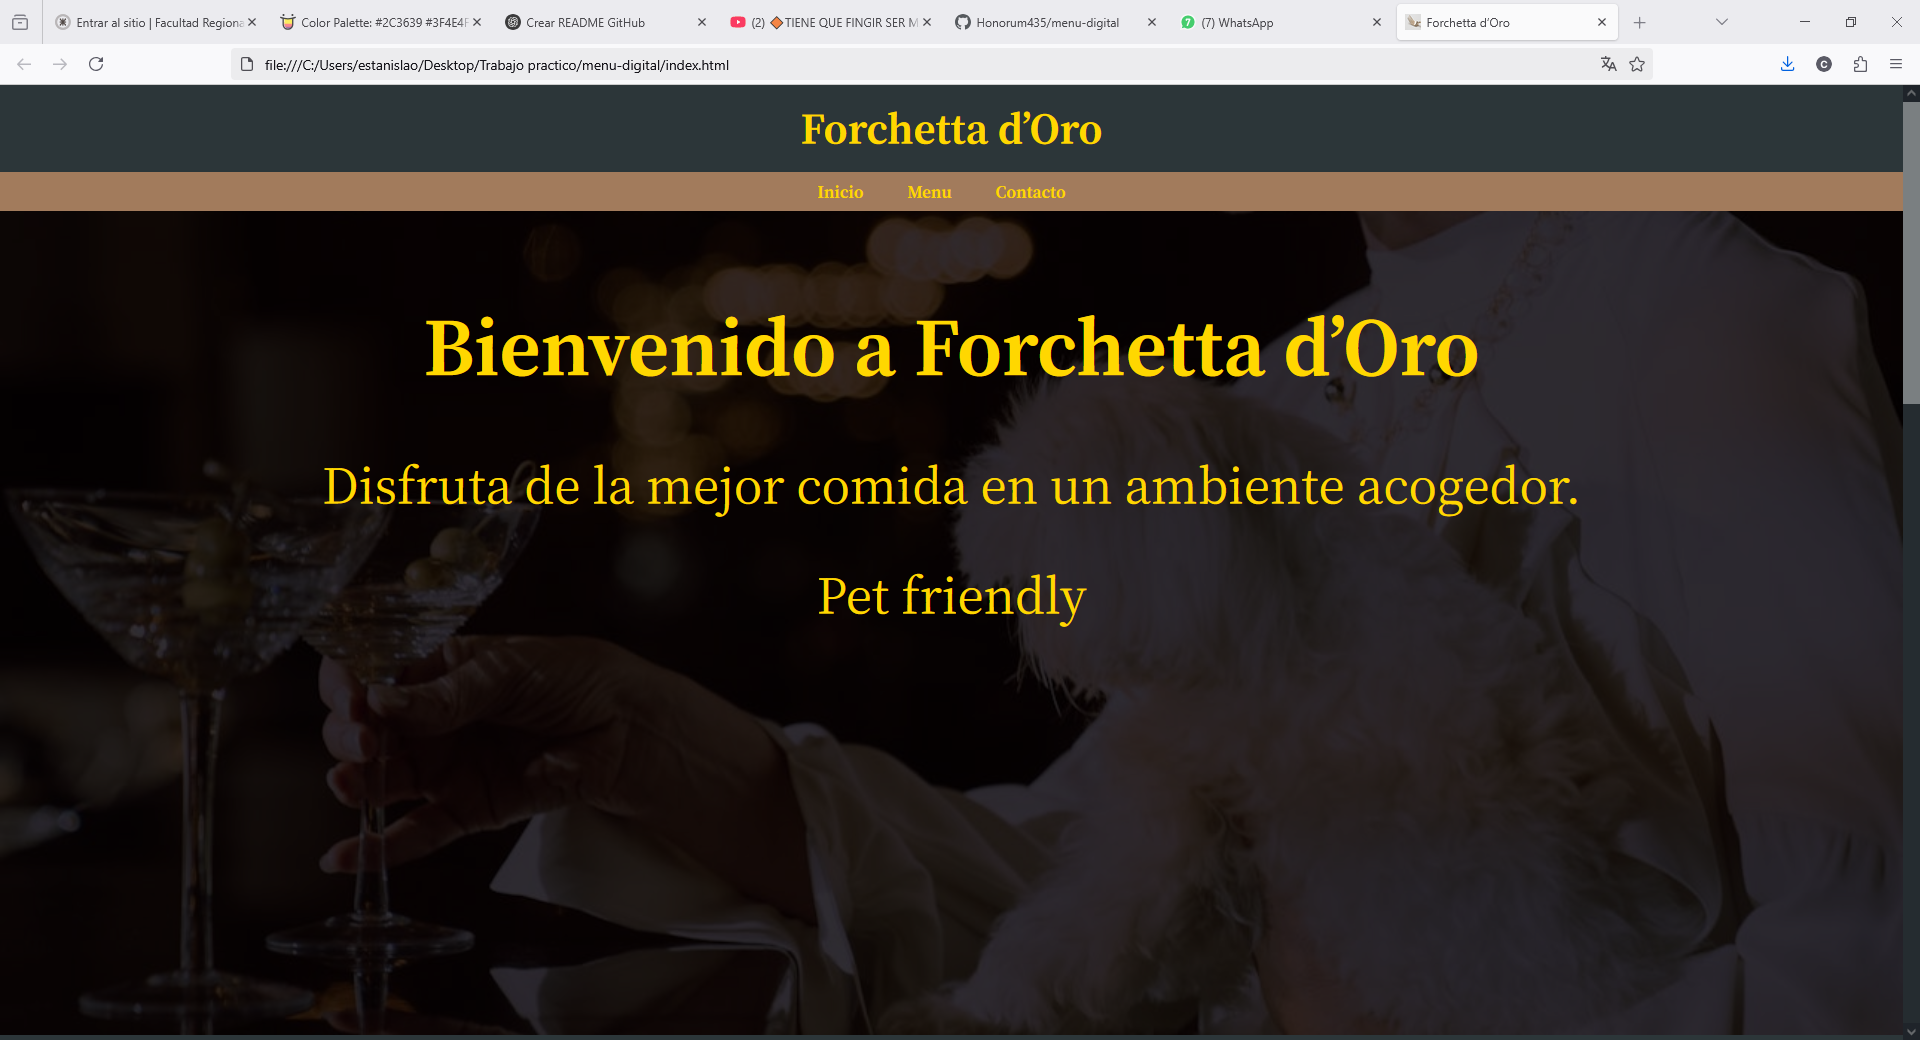 Entrar al sitio | Facultad Regiona
Color Palette: #2C3639 #3F4E4F
Crear README GitHub
(2) 🔶TIENE QUE FINGIR SER M
Honorum435/menu-digital
7
(7) WhatsApp
Forchetta d’Oro
file:///C:/Users/estanislao/Desktop/Trabajo practico/menu-digital/index.html
C
Forchetta d’Oro
Inicio
Menu
Contacto
Bienvenido a Forchetta d’Oro
Disfruta de la mejor comida en un ambiente acogedor.
Pet friendly